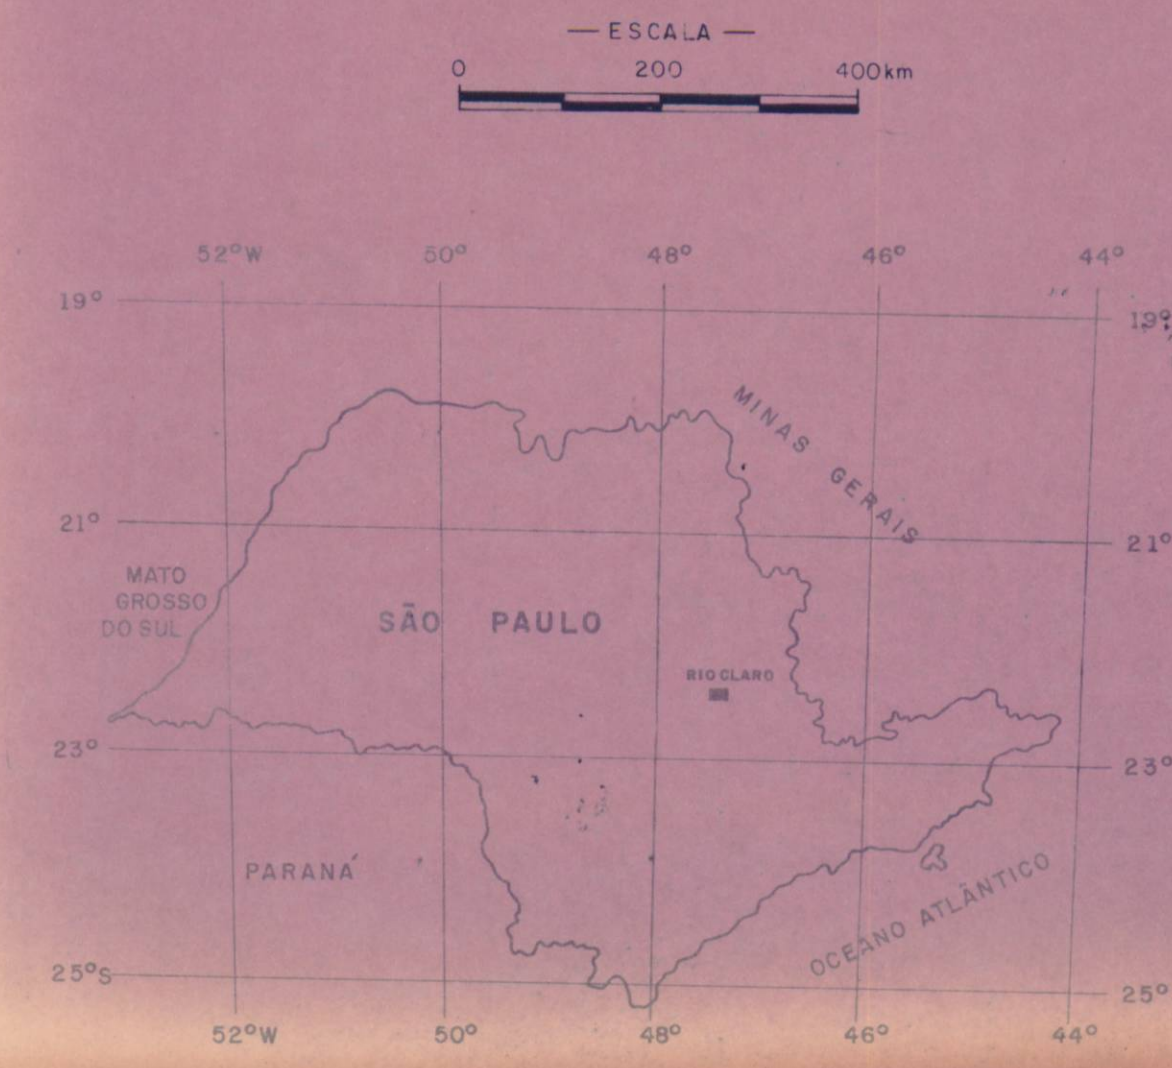 — ESCALA —
0 200 400km
52°W 50° 48° 46° 44°
19° 19°
MINAS GERAIS
21° 21°
MATO
GROSSO
DO SUL
SÃO PAULO
RIO CLARO
23° 23°
PARANÁ
OCEANO ATLÂNTICO
25°S 25°
52°W 50° 48° 46° 44°